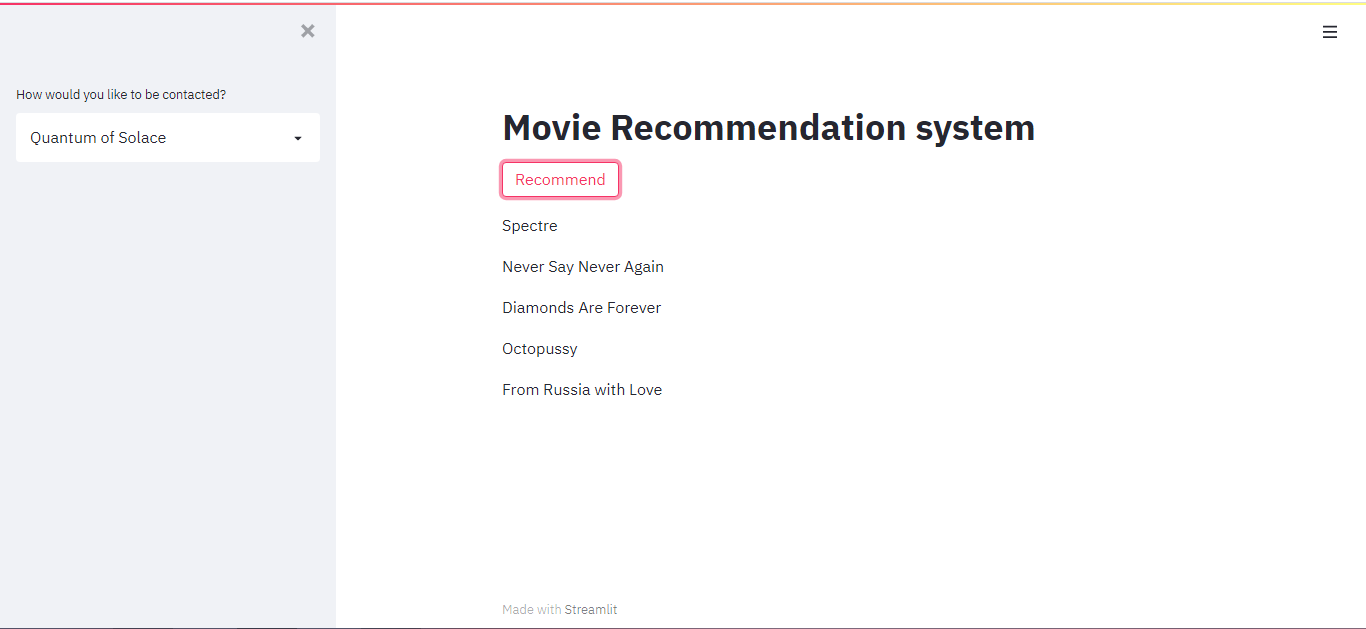 How would you like to be contacted?
Quantum of Solace
Movie Recommendation system
Recommend
Spectre
Never Say Never Again
Diamonds Are Forever
Octopussy
From Russia with Love
Made with Streamlit